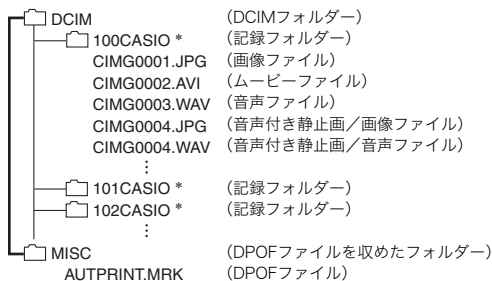 DCIM （DCIMフォルダー）
100CASIO * （記録フォルダー）
CIMG0001.JPG （画像ファイル）
CIMG0002.AVI （ムービーファイル）
CIMG0003.WAV （音声ファイル）
CIMG0004.JPG （音声付き静止画／画像ファイル）
CIMG0004.WAV （音声付き静止画／音声ファイル）
⋮
101CASIO * （記録フォルダー）
102CASIO * （記録フォルダー）
⋮
MISC （DPOFファイルを収めたフォルダー）
AUTPRINT.MRK （DPOFファイル）